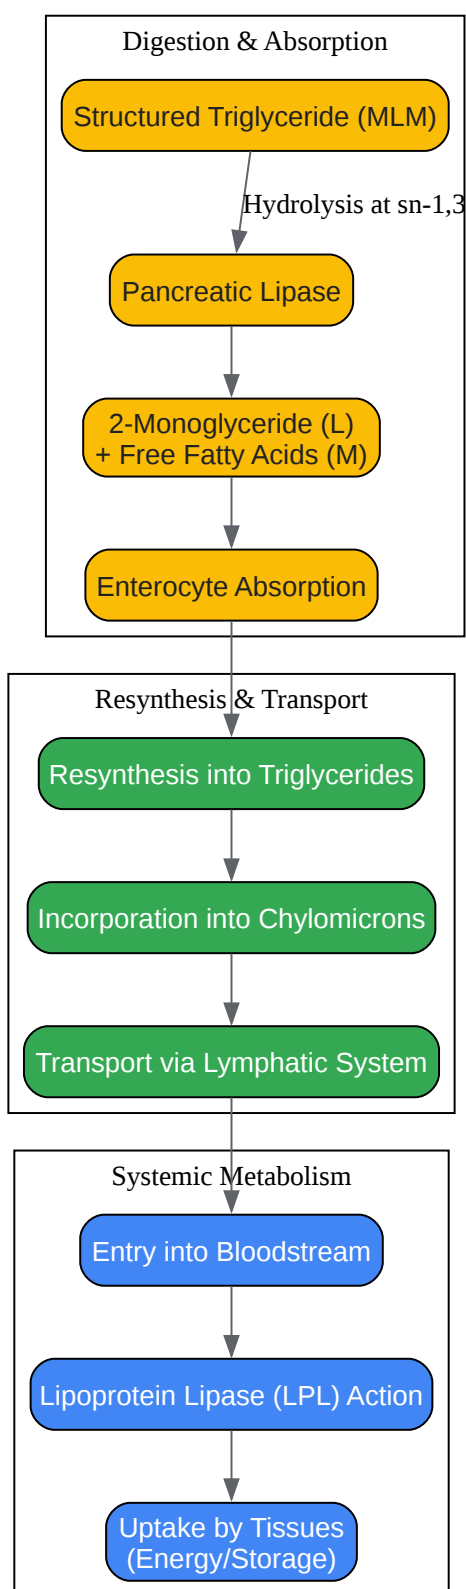 Digestion & Absorption
Structured Triglyceride (MLM)
Hydrolysis at sn-1,3
Pancreatic Lipase
2-Monoglyceride (L)
+ Free Fatty Acids (M)
Enterocyte Absorption
Resynthesis & Transport
Resynthesis into Triglycerides
Incorporation into Chylomicrons
Transport via Lymphatic System
Systemic Metabolism
Entry into Bloodstream
Lipoprotein Lipase (LPL) Action
Uptake by Tissues
(Energy/Storage)